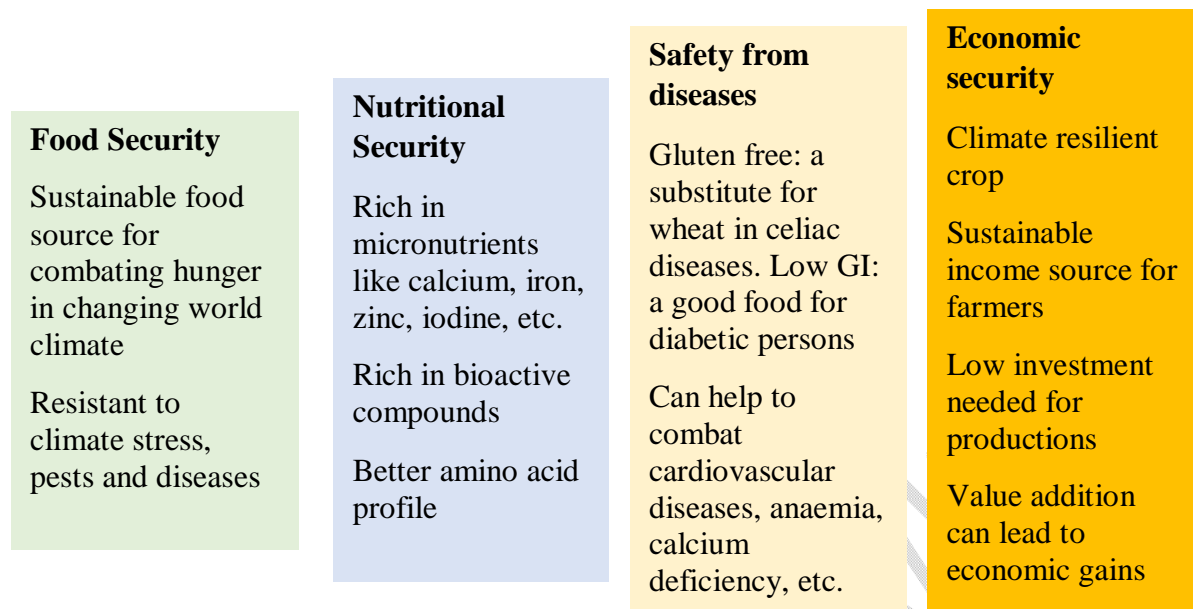 Food Security
Sustainable food
source for
combating hunger
in changing world
climate
Resistant to
climate stress,
pests and diseases
Nutritional
Security
Rich in
micronutrients
like calcium, iron,
zinc, iodine, etc.
Rich in bioactive
compounds
Better amino acid
profile
Safety from
diseases
Gluten free: a
substitute for
wheat in celiac
diseases. Low GI:
a good food for
diabetic persons
Can help to
combat
cardiovascular
diseases, anaemia,
calcium
deficiency, etc.
Economic
security
Climate resilient
crop
Sustainable
income source for
farmers
Low investment
needed for
productions
Value addition
can lead to
economic gains